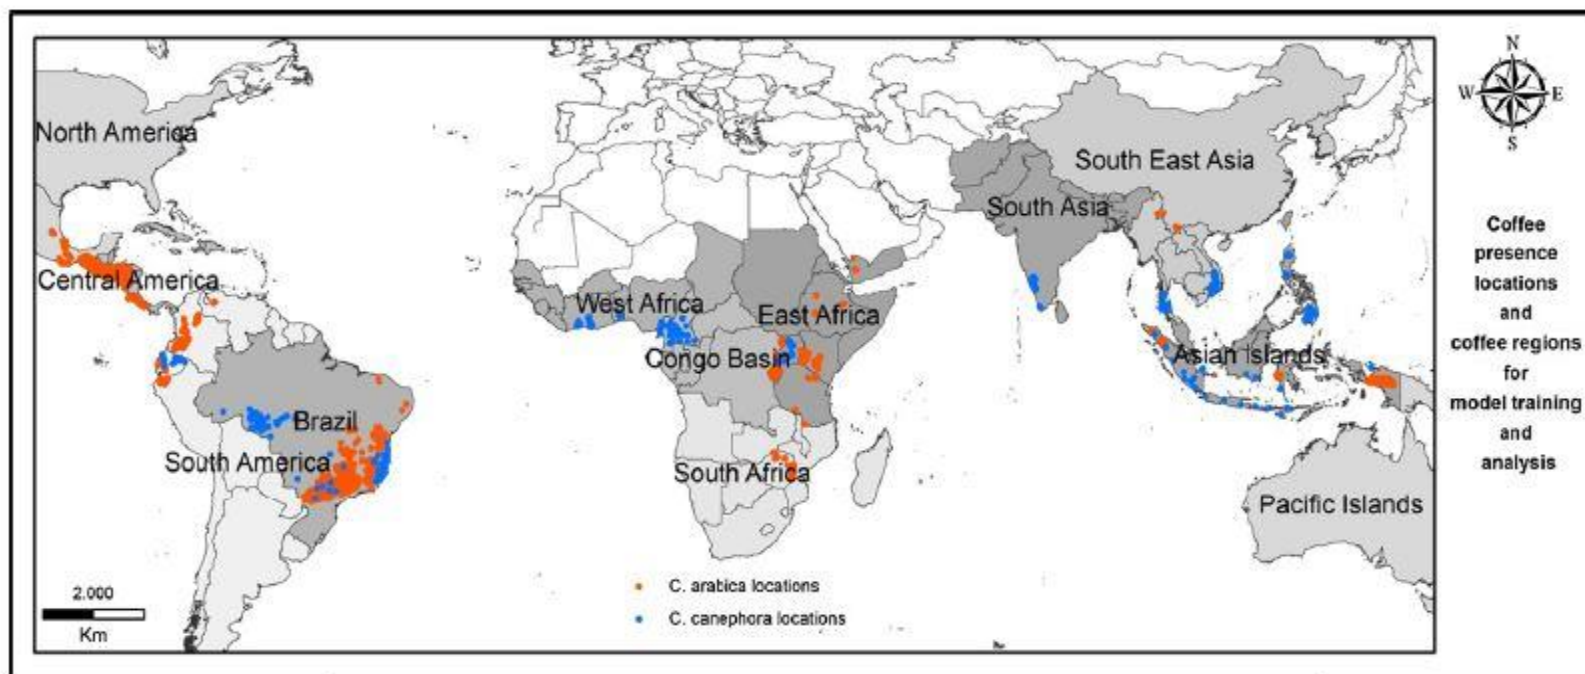 N
W E
S
North America
South East Asia
South Asia
Central America
West Africa
East Africa
Congo Basin
Asian Islands
Brazil
South America
South Africa
Pacific Islands
C. arabica locations
C. canephora locations
2.000
Km
Coffee
presence
locations
and
coffee regions
for
model training
and
analysis